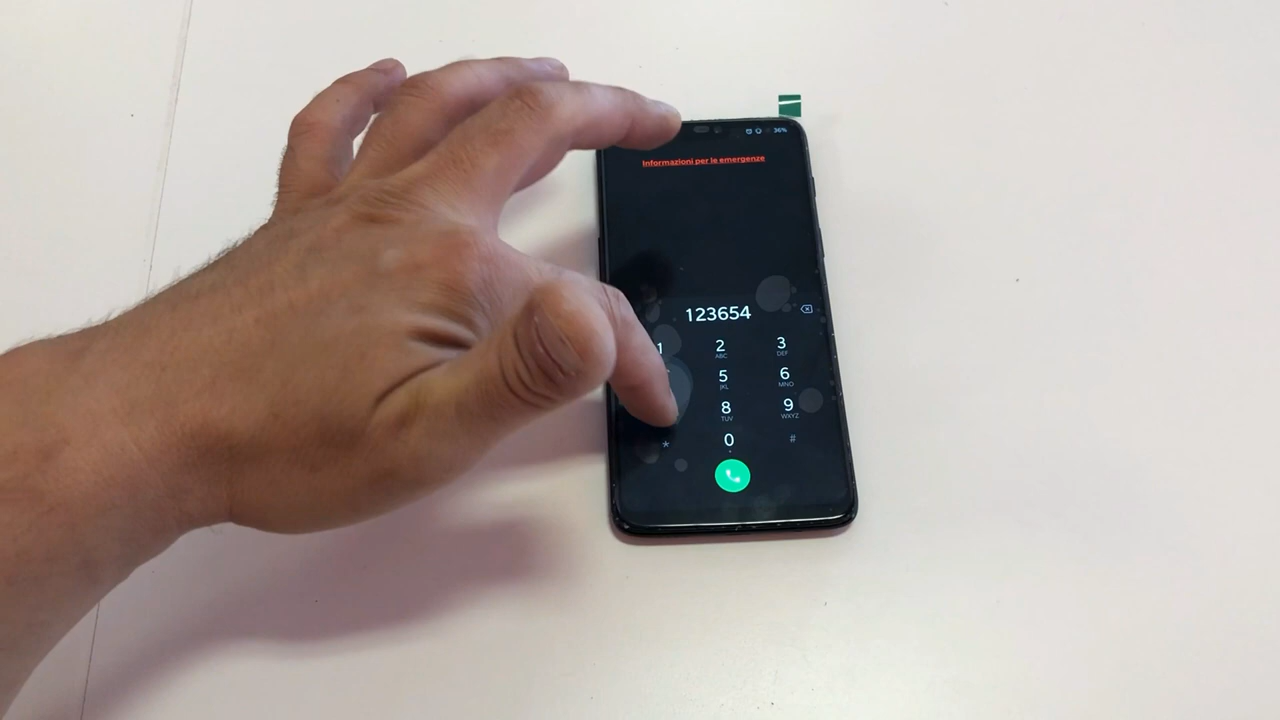 36%
Informazioni per le emergenze
123654
1 2 3
ABC DEF
5 6
JKL MNO
8 9
TUV WXYZ
* 0 #
+